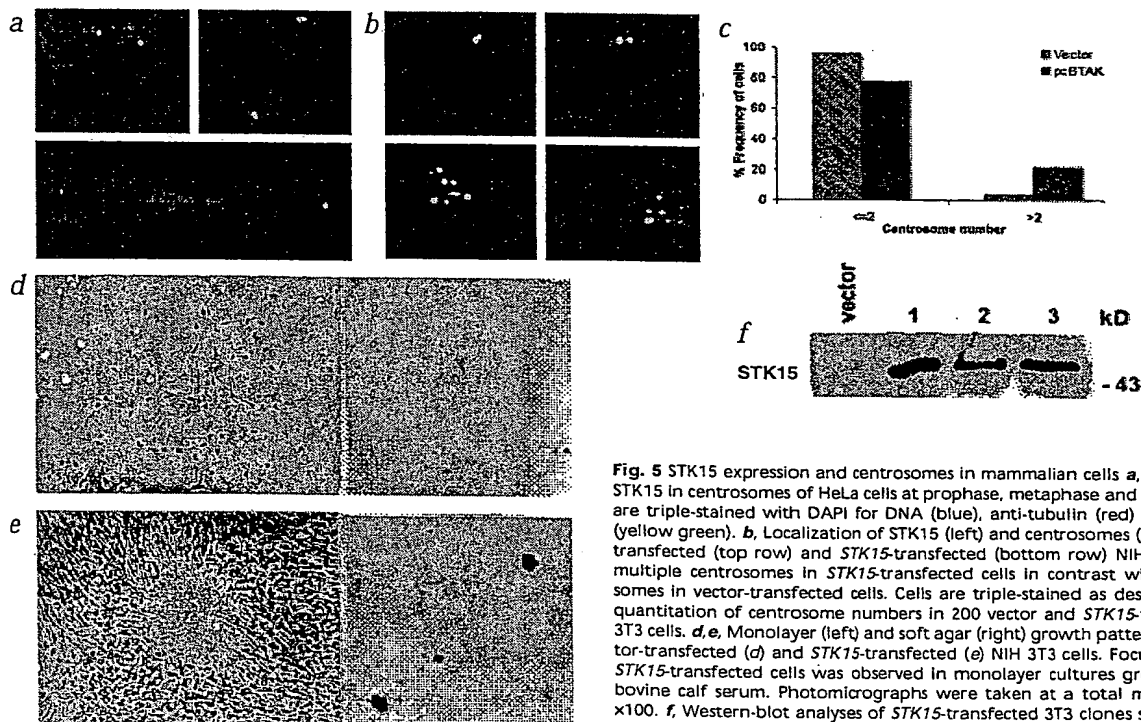 a
b
c
100
80
60
40
20
0
% Frequency of cells
Vector
pcBTAK
<=2
>2
Centrosome number
d
e
f
vector
1 2 3 kD
STK15
- 43
Fig. 5 STK15 expression and centrosomes in mammalian cells a,
STK15 in centrosomes of HeLa cells at prophase, metaphase and
are triple-stained with DAPI for DNA (blue), anti-tubulin (red)
(yellow green). b, Localization of STK15 (left) and centrosomes (
transfected (top row) and STK15-transfected (bottom row) NIH
multiple centrosomes in STK15-transfected cells in contrast w
somes in vector-transfected cells. Cells are triple-stained as des
quantitation of centrosome numbers in 200 vector and STK15-
3T3 cells. d,e, Monolayer (left) and soft agar (right) growth patte
tor-transfected (d) and STK15-transfected (e) NIH 3T3 cells. Focu
STK15-transfected cells was observed in monolayer cultures gr
bovine calf serum. Photomicrographs were taken at a total m
×100. f, Western-blot analyses of STK15-transfected 3T3 clones